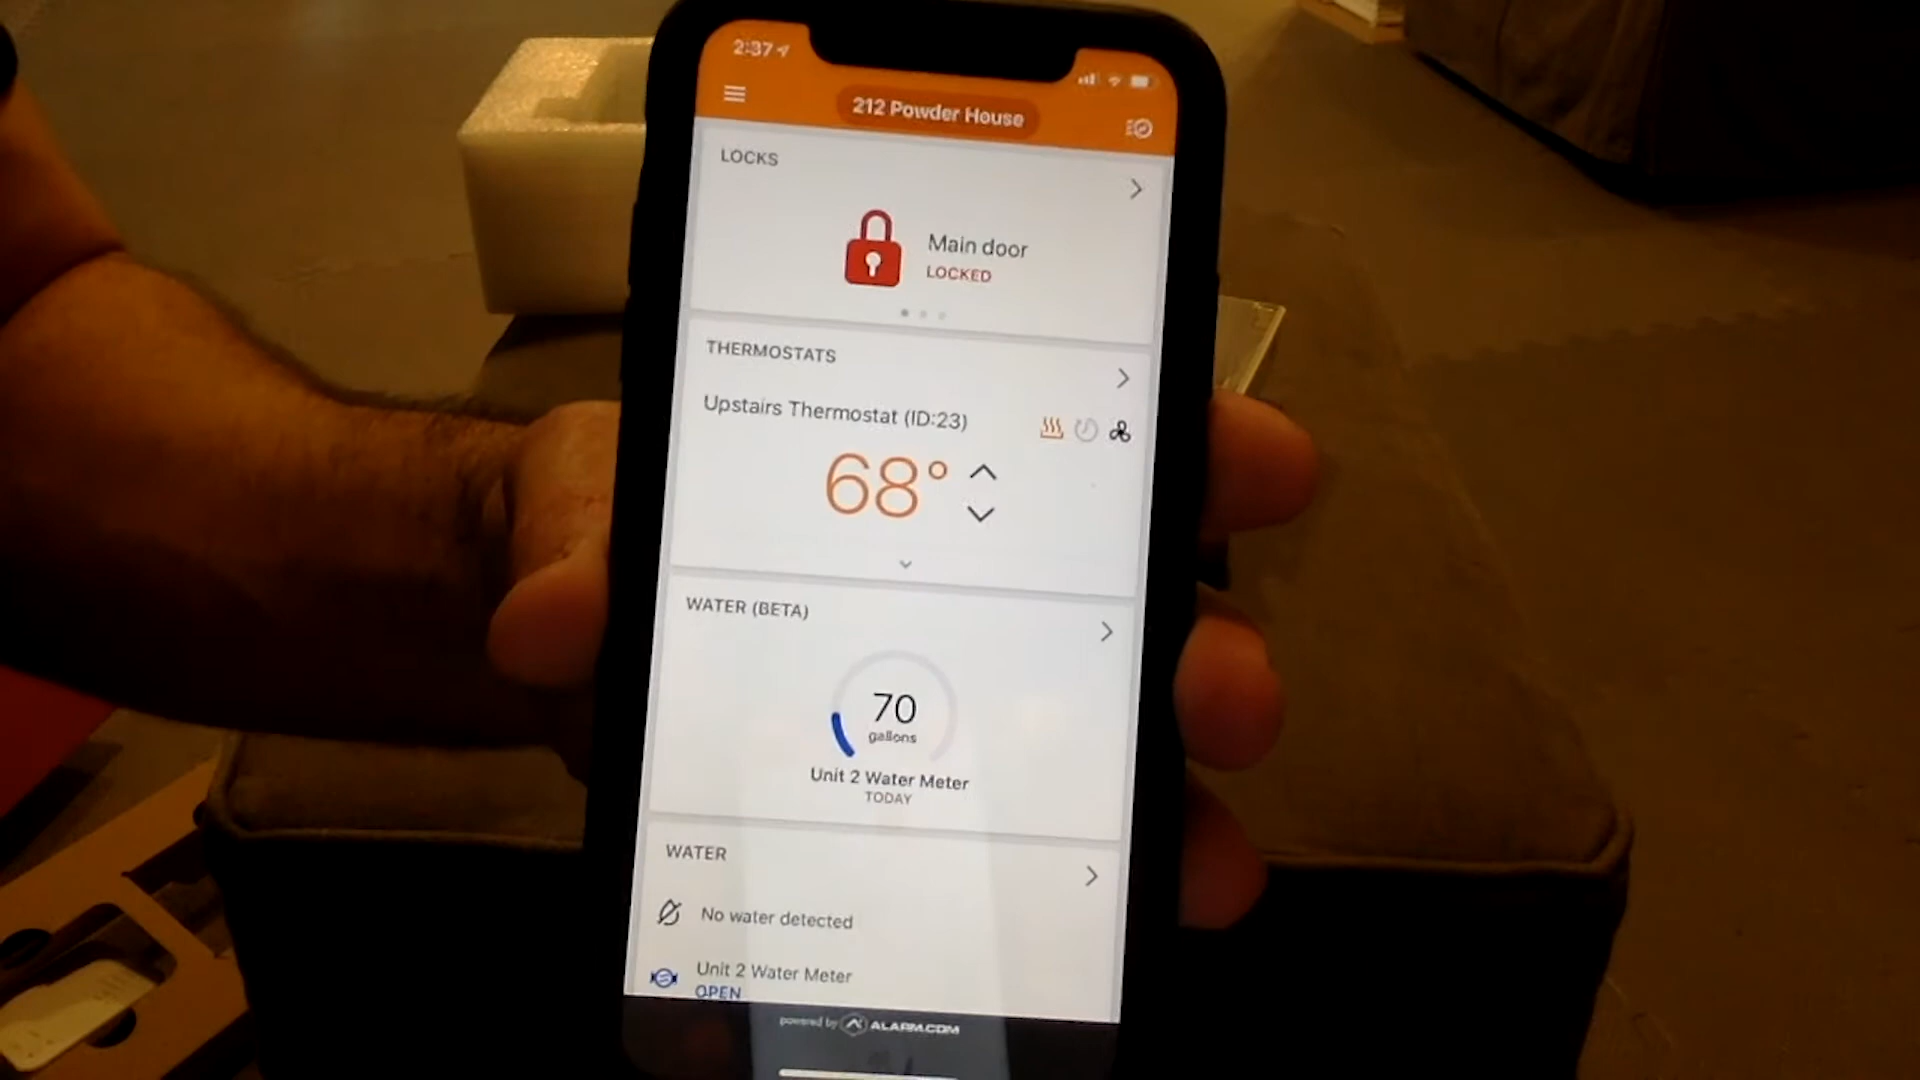 2:37
212 Powder House
LOCKS
Main door
LOCKED
THERMOSTATS
Upstairs Thermostat (ID:23)
68°
WATER (BETA)
70
gallons
Unit 2 Water Meter
TODAY
WATER
No water detected
Unit 2 Water Meter
OPEN
powered by ALARM.COM